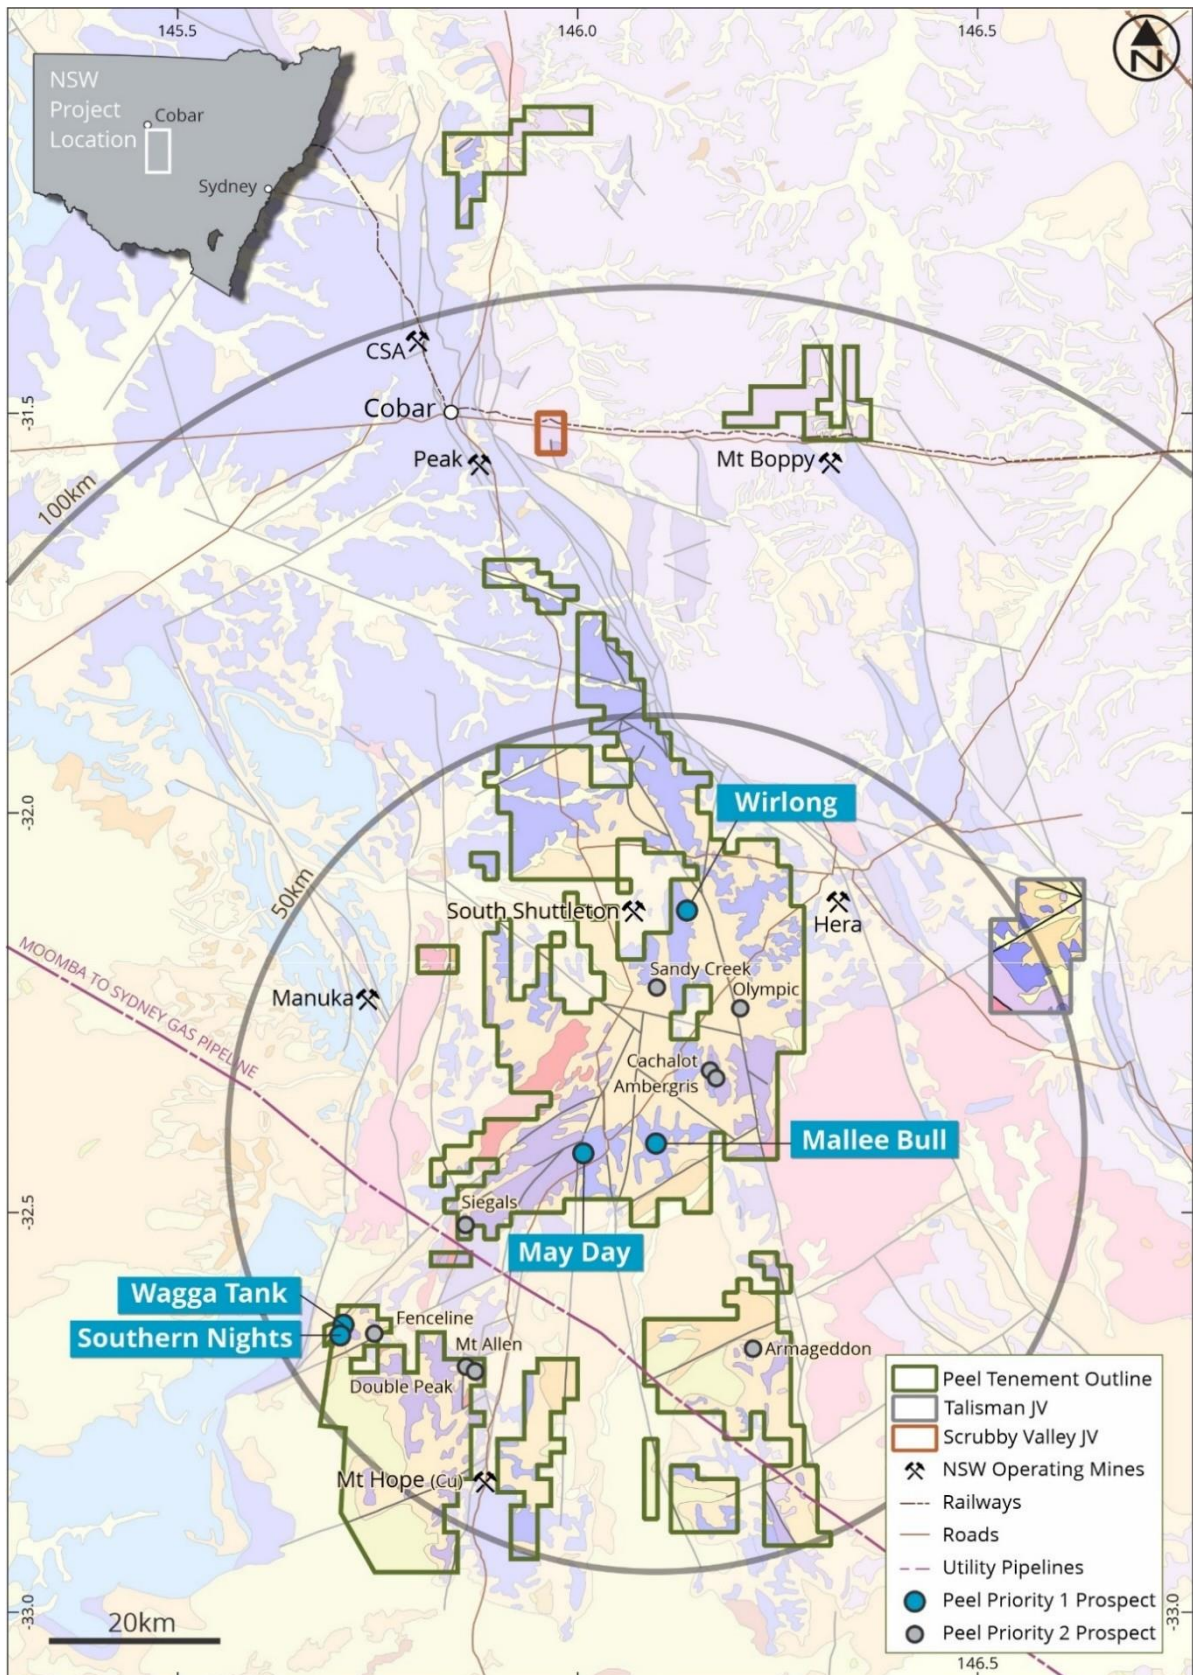 145.5
146.0
146.5
N
NSW
Project
Location
Cobar
Sydney
CSA
Cobar
-31.5
Peak
Mt Boppy
100km
Wirlong
-32.0
50km
South Shuttleton
Hera
MOOMBA TO SYDNEY GAS PIPELINE
Manuka
Sandy Creek
Olympic
Cachalot
Ambergris
Mallee Bull
Siegals
-32.5
May Day
Wagga Tank
Southern Nights
Fenceline
Mt Allen
Double Peak
Armageddon
Mt Hope (Cu)
Peel Tenement Outline
Talisman JV
Scrubby Valley JV
NSW Operating Mines
Railways
Roads
Utility Pipelines
Peel Priority 1 Prospect
Peel Priority 2 Prospect
-33.0
-33.0
20km
146.5